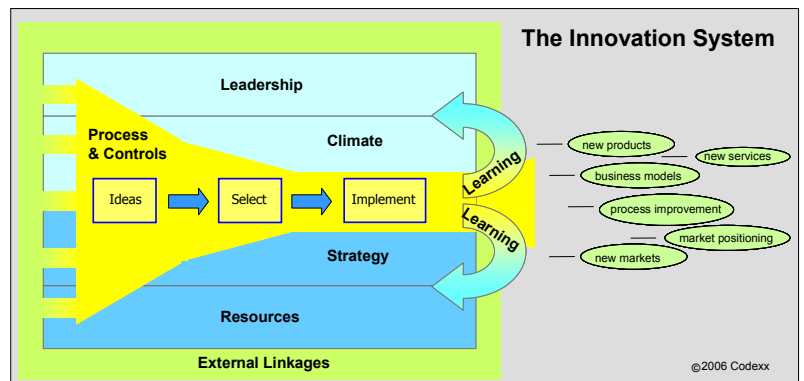 The Innovation System
Leadership
Process
& Controls
Climate
Learning
Ideas
Select
Implement
Learning
Strategy
Resources
External Linkages
new products
new services
business models
process improvement
market positioning
new markets
©2006 Codexx